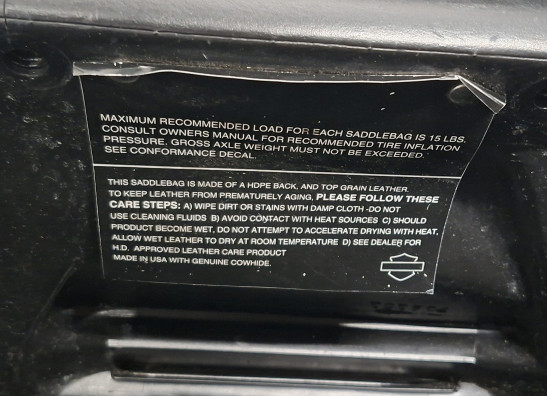 MAXIMUM RECOMMENDED LOAD FOR EACH SADDLEBAG IS 15 LBS.
CONSULT OWNERS MANUAL FOR RECOMMENDED TIRE INFLATION
PRESSURE. GROSS AXLE WEIGHT MUST NOT BE EXCEEDED.
SEE CONFORMANCE DECAL.
THIS SADDLEBAG IS MADE OF A HDPE BACK, AND TOP GRAIN LEATHER.
TO KEEP LEATHER FROM PREMATURELY AGING, PLEASE FOLLOW THESE
CARE STEPS: A) WIPE DIRT OR STAINS WITH DAMP CLOTH -DO NOT
USE CLEANING FLUIDS B) AVOID CONTACT WITH HEAT SOURCES C) SHOULD
PRODUCT BECOME WET, DO NOT ATTEMPT TO ACCELERATE DRYING WITH HEAT,
ALLOW WET LEATHER TO DRY AT ROOM TEMPERATURE D) SEE DEALER FOR
H.D. APPROVED LEATHER CARE PRODUCT
MADE IN USA WITH GENUINE COWHIDE.